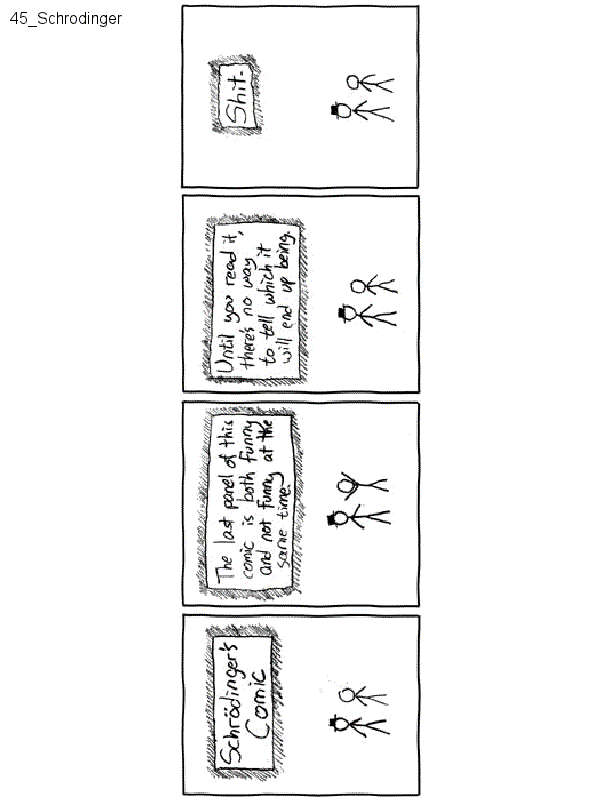 45_Schrodinger
Schrödinger's
Comic
The last panel of this
comic is both funny
and not funny at the
same time.
Until you read it,
there's no way
to tell which it
will end up being.
Shit.